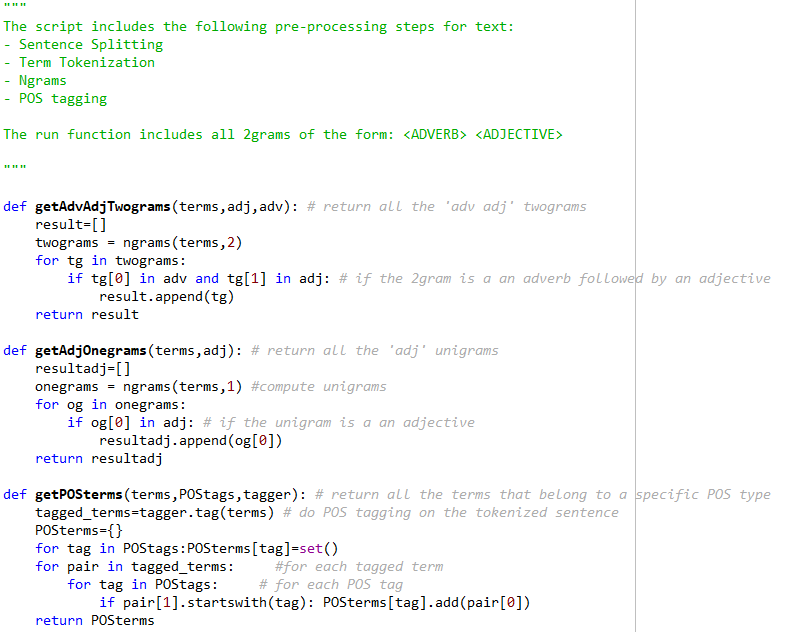 """
The script includes the following pre-processing steps for text:
- Sentence Splitting
- Term Tokenization
- Ngrams
- POS tagging

The run function includes all 2grams of the form: <ADVERB> <ADJECTIVE>

"""

def getAdvAdjTwograms(terms,adj,adv): # return all the 'adv adj' twograms
    result=[]
    twograms = ngrams(terms,2)
    for tg in twograms:
        if tg[0] in adv and tg[1] in adj: # if the 2gram is a an adverb followed by an adjective
            result.append(tg)
    return result

def getAdjOnegrams(terms,adj): # return all the 'adj' unigrams
    resultadj=[]
    onegrams = ngrams(terms,1) #compute unigrams
    for og in onegrams:
        if og[0] in adj: # if the unigram is a an adjective
            resultadj.append(og[0])
    return resultadj

def getPOSterms(terms,POStags,tagger): # return all the terms that belong to a specific POS type
    tagged_terms=tagger.tag(terms) # do POS tagging on the tokenized sentence
    POSterms={}
    for tag in POStags:POSterms[tag]=set()
    for pair in tagged_terms:     #for each tagged term
        for tag in POStags:     # for each POS tag
            if pair[1].startswith(tag): POSterms[tag].add(pair[0])
    return POSterms